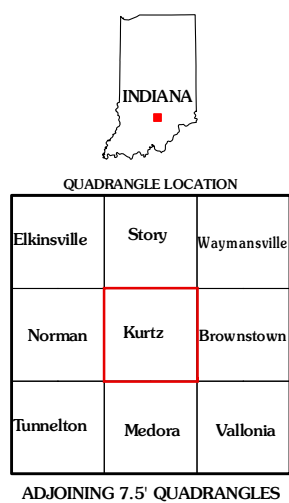 INDIANA
QUADRANGLE LOCATION
Elkinsville Story Waymansville
Norman Kurtz Brownstown
Tunnelton Medora Vallonia
ADJOINING 7.5' QUADRANGLES